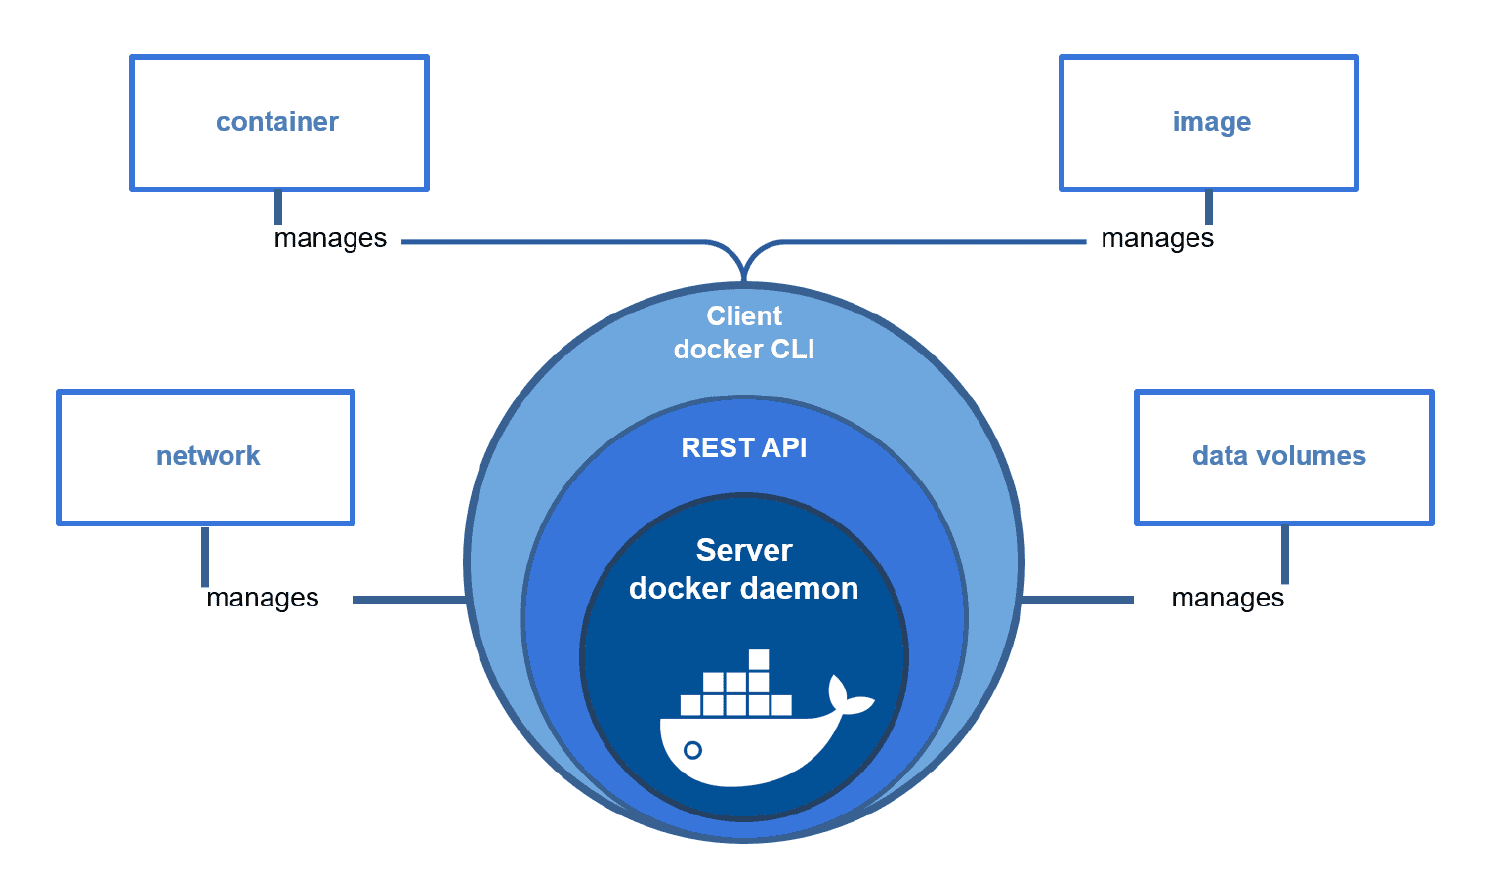 container
image
manages
manages
Client
docker CLI
network
REST API
data volumes
Server
docker daemon
manages
manages